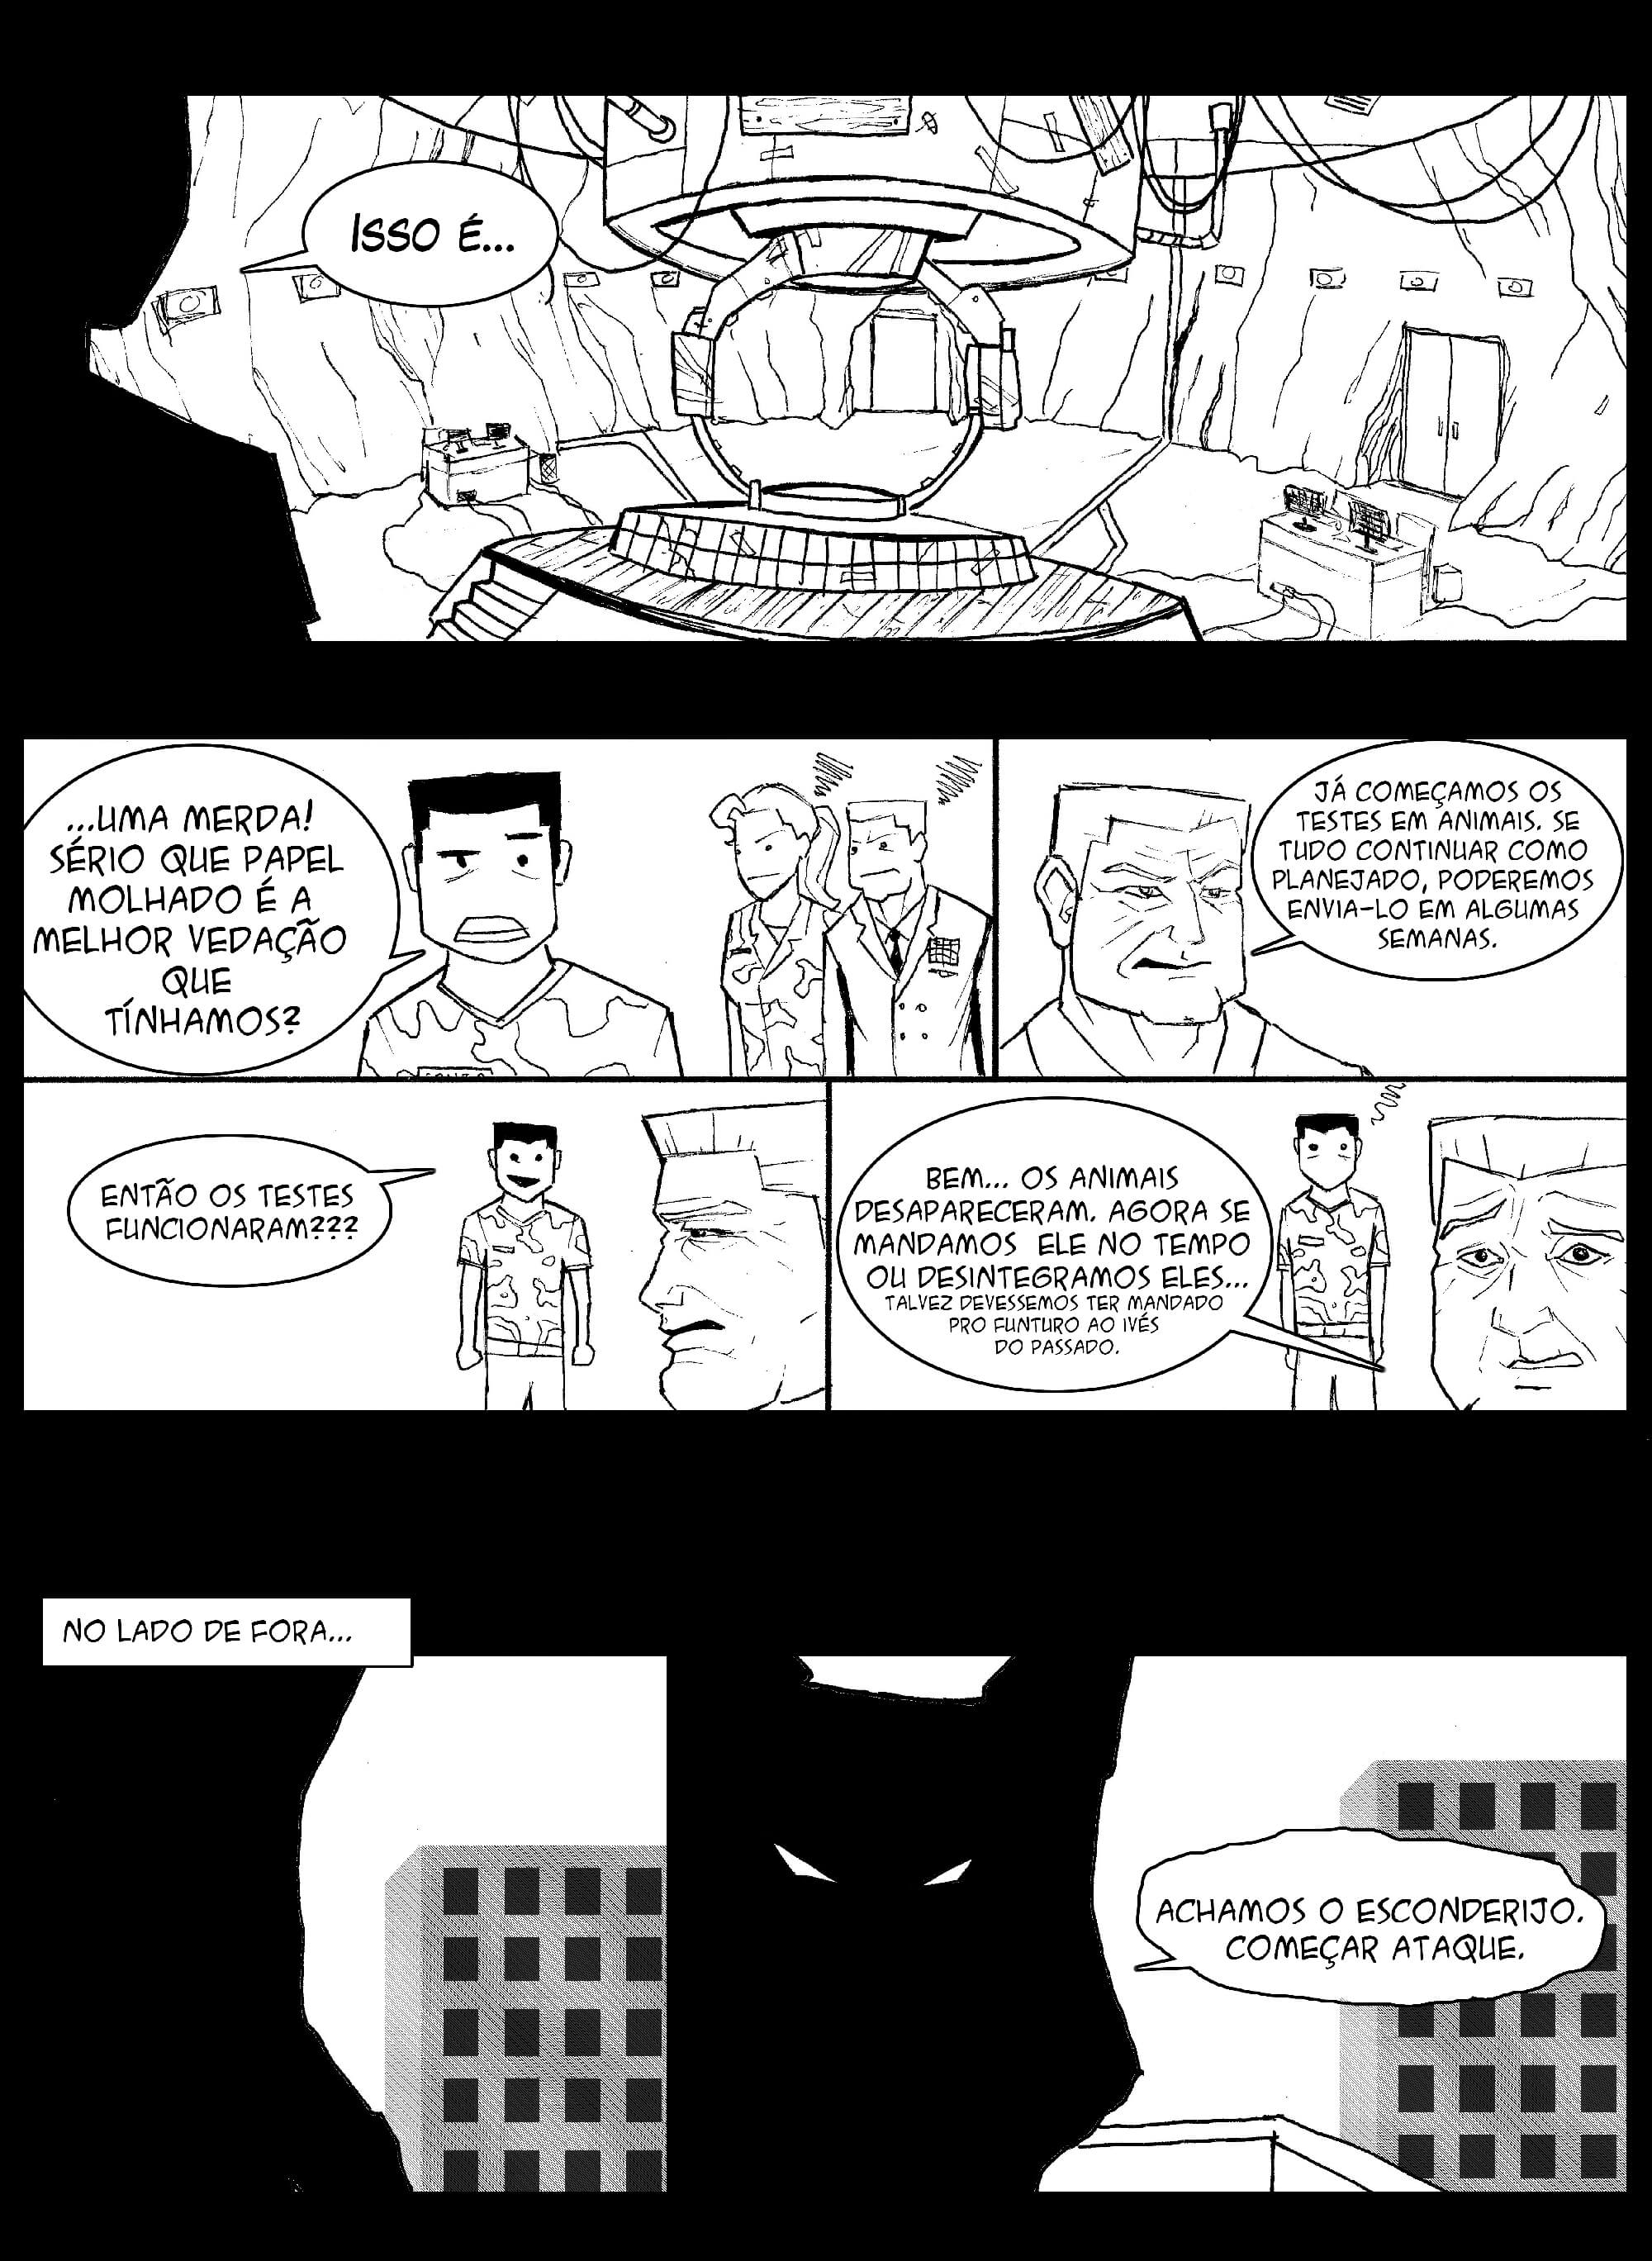 ISSO É...
...UMA MERDA!
SÉRIO QUE PAPEL
MOLHADO É A
MELHOR VEDAÇÃO
QUE
TÍNHAMOS?
JÁ COMEÇAMOS OS
TESTES EM ANIMAIS. SE
TUDO CONTINUAR COMO
PLANEJADO, PODEREMOS
ENVIA-LO EM ALGUMAS
SEMANAS.
ENTÃO OS TESTES
FUNCIONARAM???
BEM... OS ANIMAIS
DESAPARECERAM. AGORA SE
MANDAMOS ELE NO TEMPO
OU DESINTEGRAMOS ELES...
TALVEZ DEVESSEMOS TER MANDADO
PRO FUNTURO AO IVÉS
DO PASSADO.
NO LADO DE FORA...
ACHAMOS O ESCONDERIJO.
COMEÇAR ATAQUE.